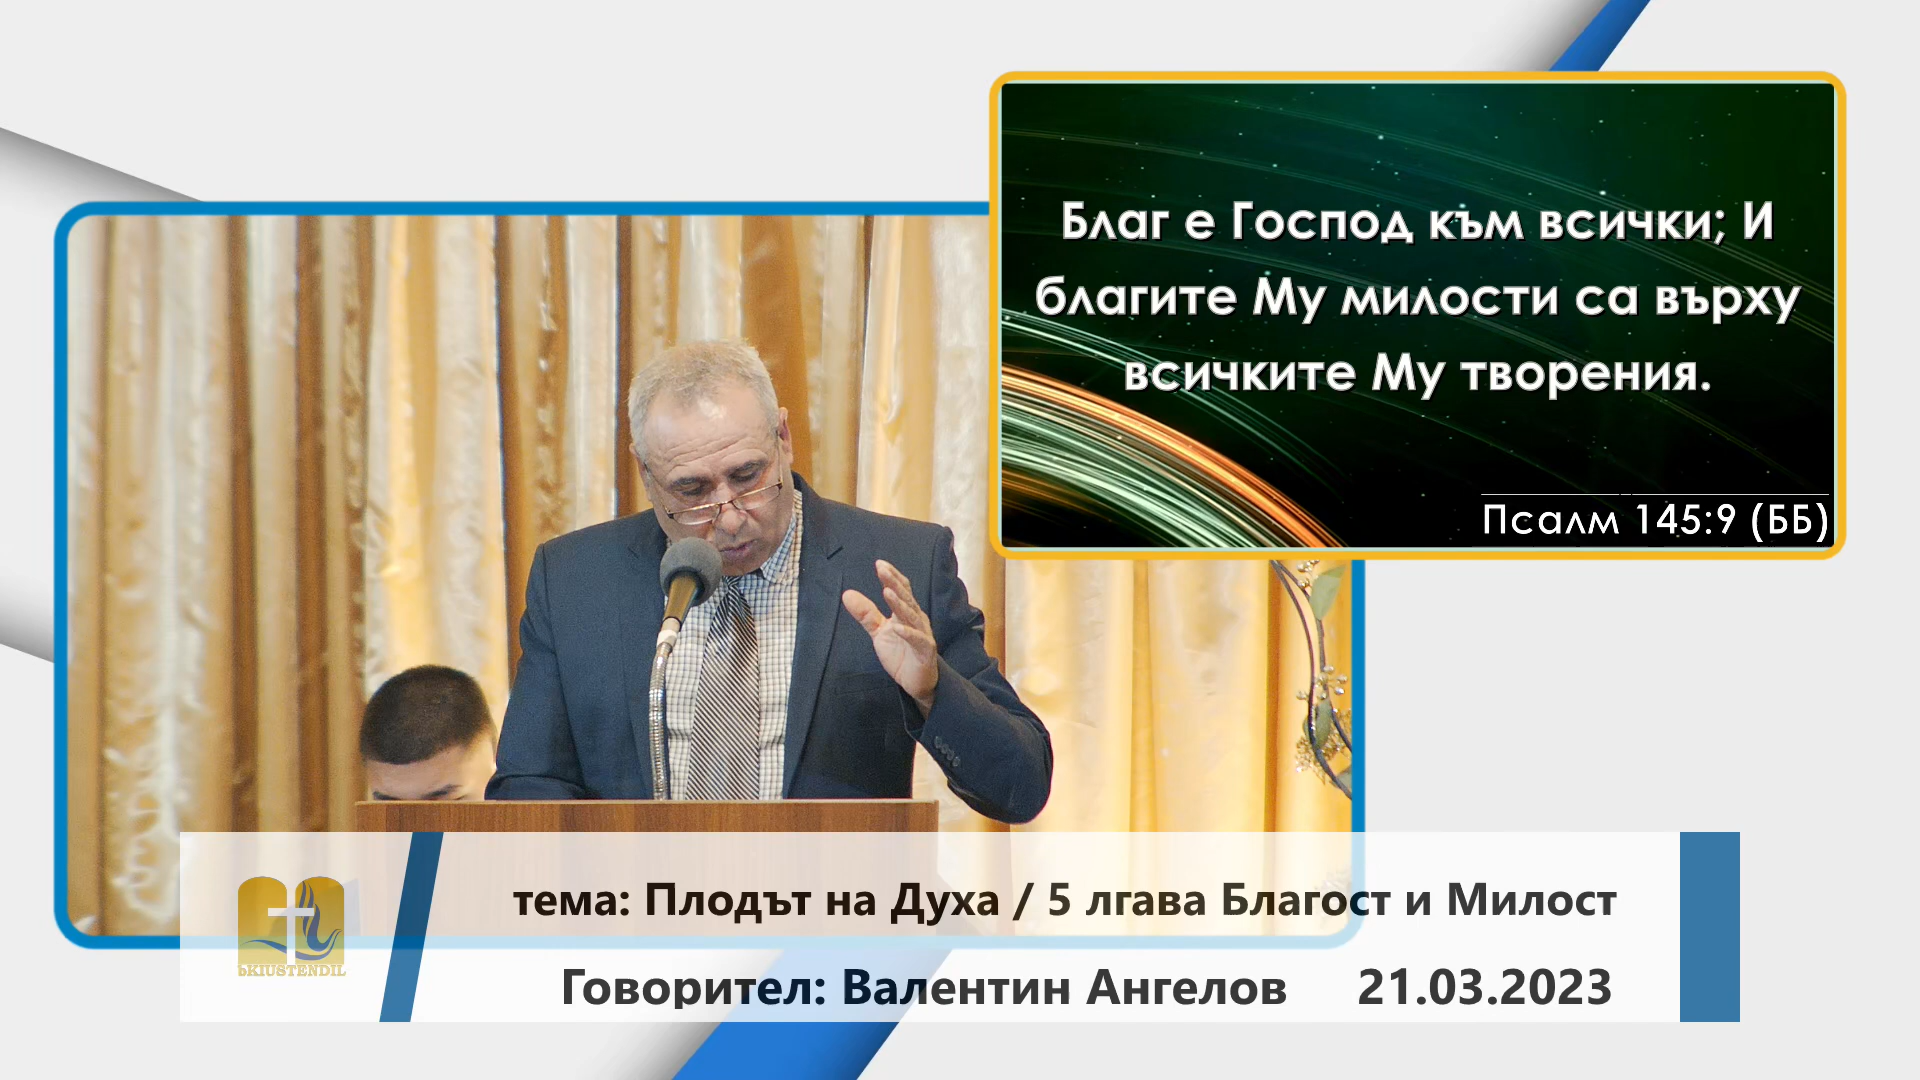 Благ е Господ към всички; И
благите Му милости са върху
всичките Му творения.
Псалм 145:9 (ББ)
тема: Плодът на Духа / 5 лгава Благост и Милост
Говорител: Валентин Ангелов 21.03.2023
bKIUSTENDIL